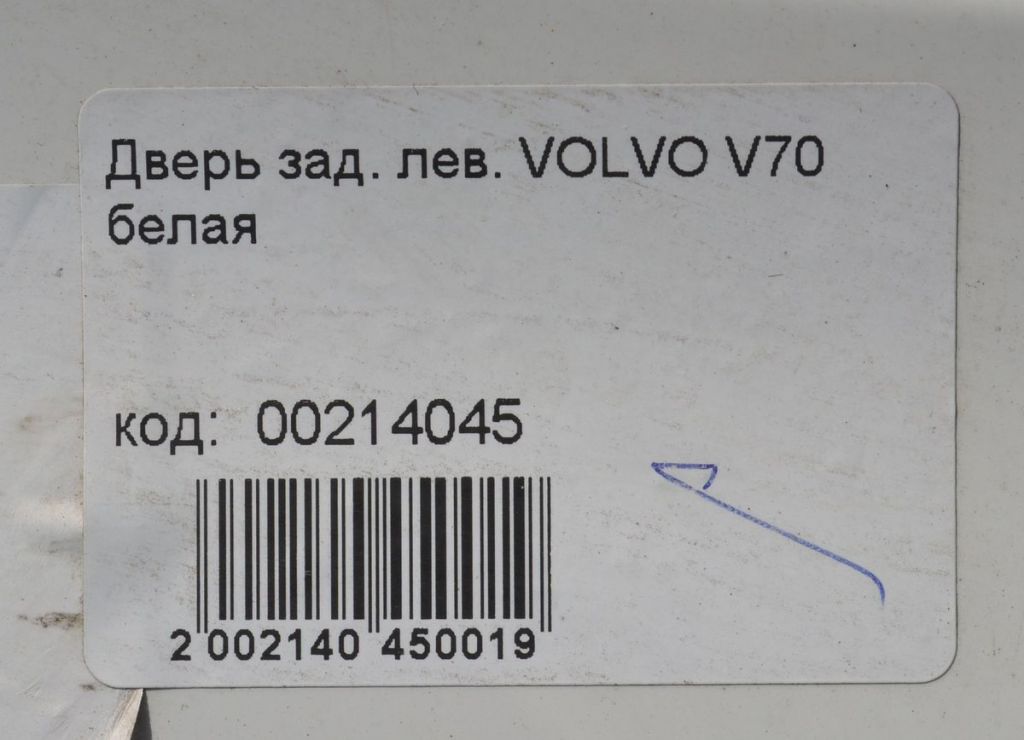 Дверь зад. лев. VOLVO V70
белая
код: 00214045
2 002140 450019